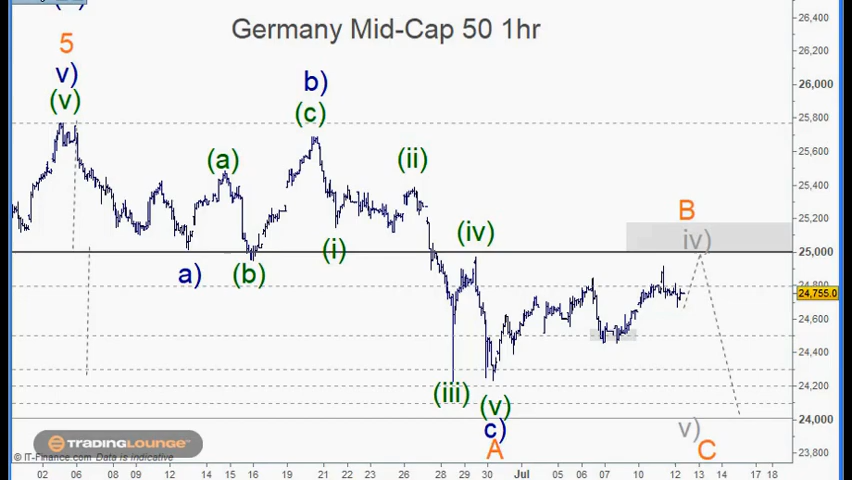 Germany Mid-Cap 50 1hr
5
v)
(v)
b)
(c)
(a)
(ii)
(iv)
(i)
a)
(b)
(iii)
(v)
c)
A
B
iv)
v)
C
26,400
26,200
26,000
25,800
25,600
25,400
25,200
25,000
24,800
24,755.0
24,600
24,400
24,200
24,000
23,800
TRADINGLOUNGE
© IT-Finance.com Data is indicative
02 06 07 08 09 12 13 14 15 16 19 20 21 22 23 26 27 28 29 30 Jul 05 06 07 10 11 12 13 14 17 18